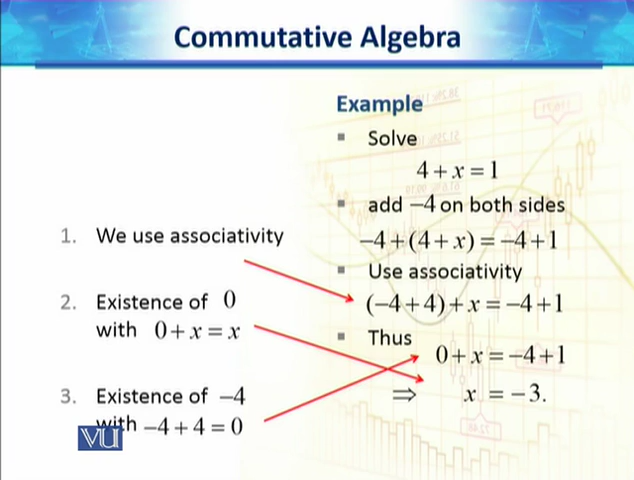 Commutative Algebra
1. We use associativity
2. Existence of 0
with 0 + x = x
3. Existence of −4
with −4 + 4 = 0
VU
Example
▪ Solve
4 + x = 1
▪ add −4 on both sides
−4 + (4 + x) = −4 + 1
▪ Use associativity
(−4 + 4) + x = −4 + 1
▪ Thus
0 + x = −4 + 1
⇒ x = −3.